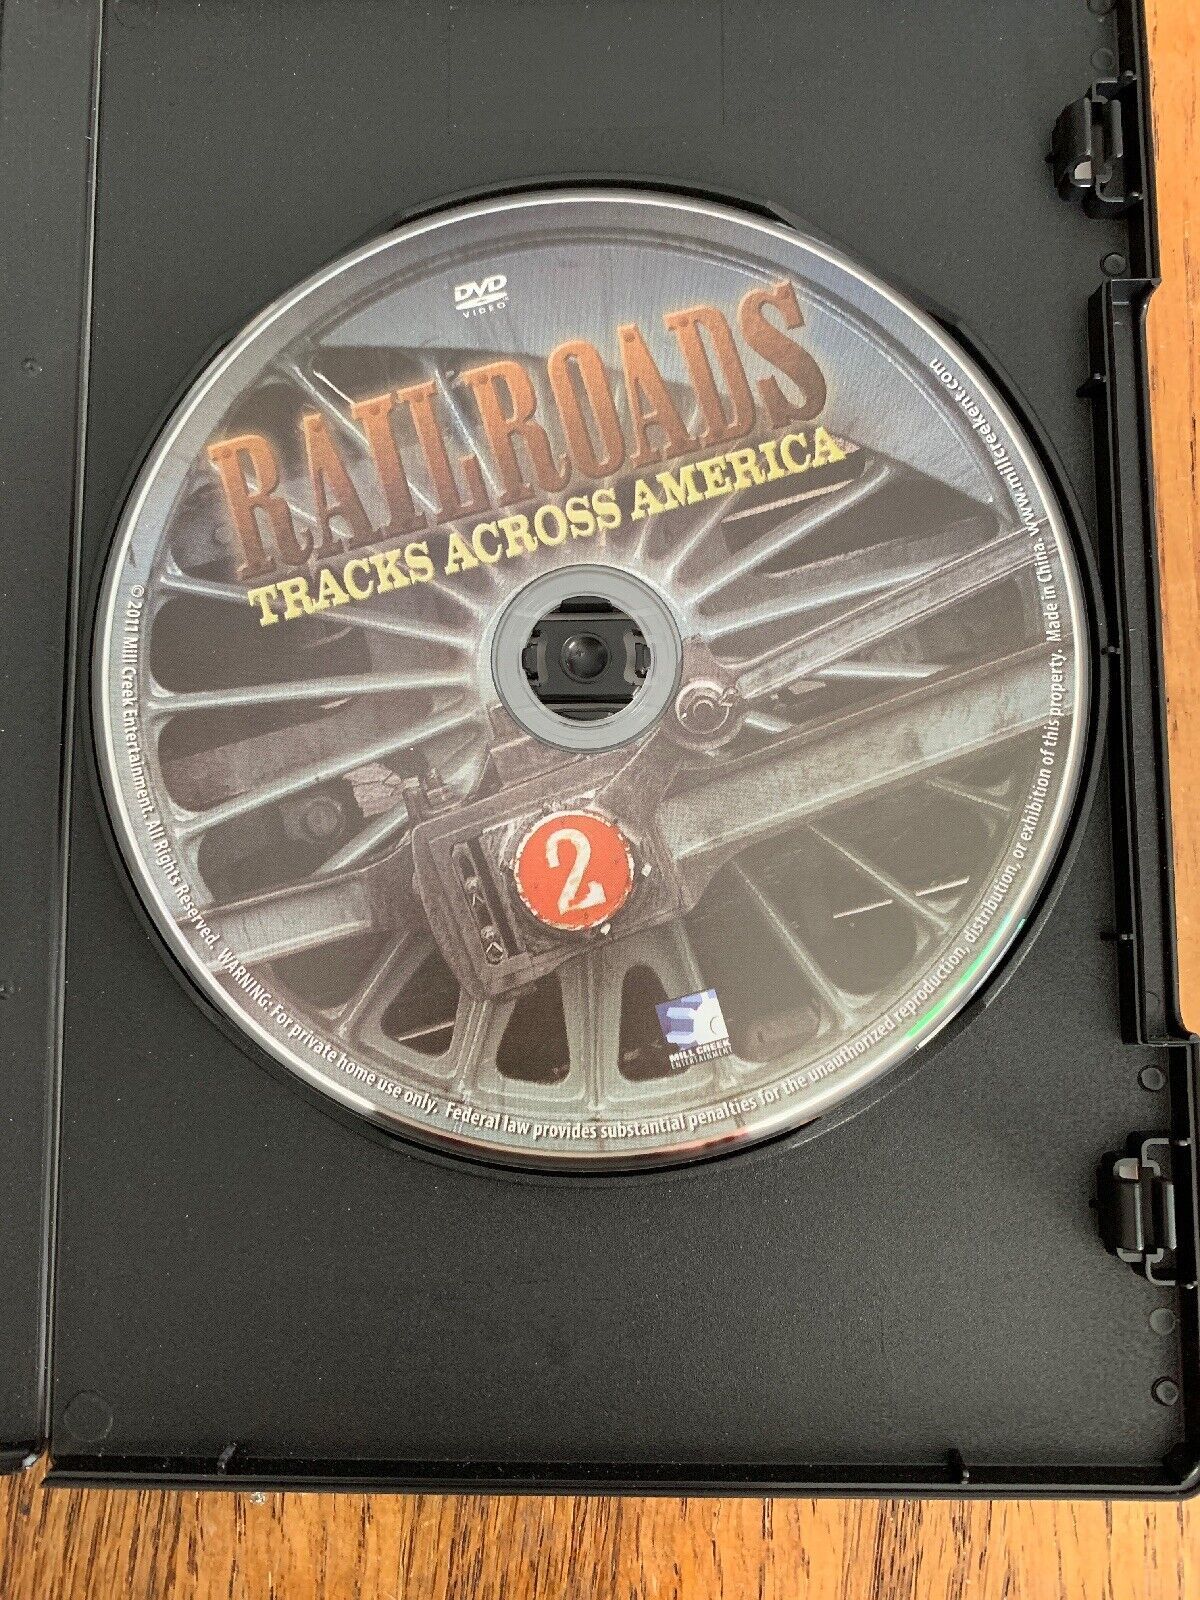 DVD
VIDEO
RAILROADS
TRACKS ACROSS AMERICA
2
MILL CREEK
ENTERTAINMENT
© 2011 Mill Creek Entertainment. All Rights Reserved. WARNING: For private home use only. Federal law provides substantial penalties for the unauthorized reproduction, distribution, or exhibition of this property. Made in China. www.millcreekent.com